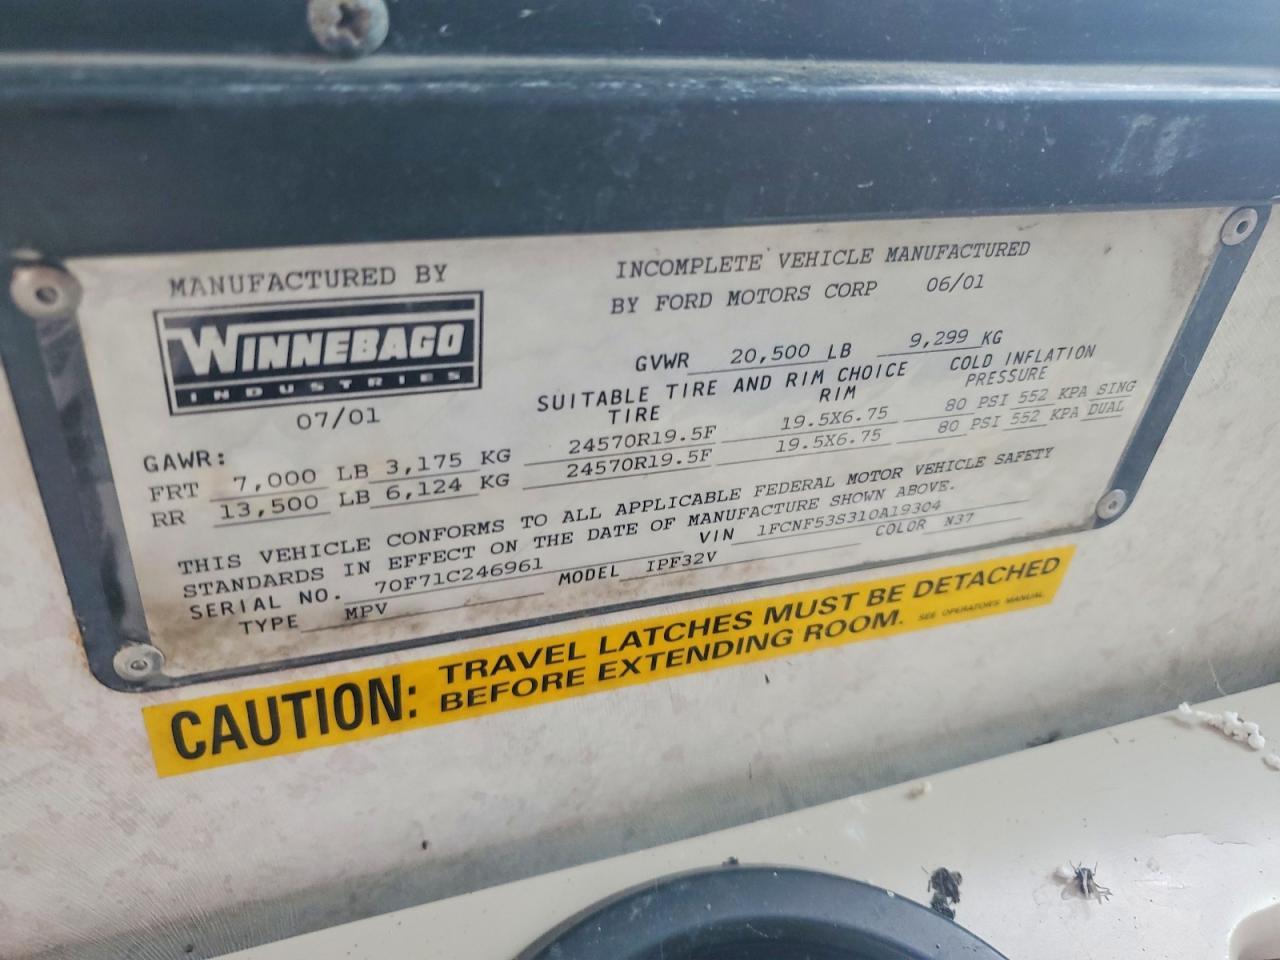 MANUFACTURED BY
WINNEBAGO
INDUSTRIES
07/01
INCOMPLETE VEHICLE MANUFACTURED
BY FORD MOTORS CORP 06/01
GVWR 20,500 LB 9,299 KG
SUITABLE TIRE AND RIM CHOICE COLD INFLATION
TIRE RIM PRESSURE
GAWR:
FRT 7,000 LB 3,175 KG 24570R19.5F 19.5X6.75 80 PSI 552 KPA SING
RR 13,500 LB 6,124 KG 24570R19.5F 19.5X6.75 80 PSI 552 KPA DUAL
THIS VEHICLE CONFORMS TO ALL APPLICABLE FEDERAL MOTOR VEHICLE SAFETY
STANDARDS IN EFFECT ON THE DATE OF MANUFACTURE SHOWN ABOVE.
SERIAL NO. 70F71C246961 VIN 1FCNF53S310A19304
TYPE MPV MODEL IPF32V COLOR N37
CAUTION: TRAVEL LATCHES MUST BE DETACHED
BEFORE EXTENDING ROOM. SEE OPERATOR'S MANUAL